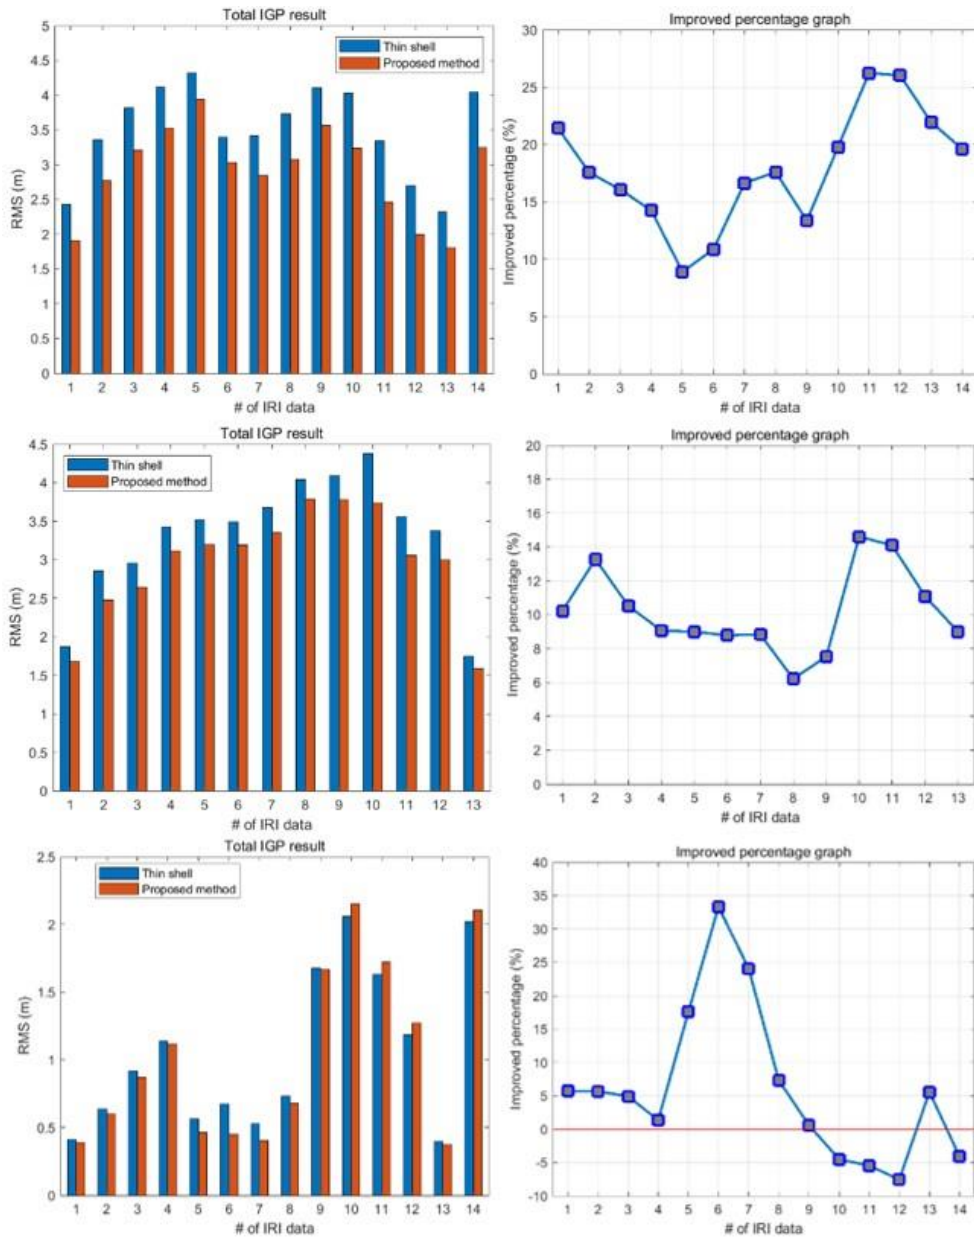 Total IGP result
5
4.5
4
3.5
3
2.5
2
1.5
1
0.5
0
RMS (m)
Thin shell
Proposed method
1 2 3 4 5 6 7 8 9 10 11 12 13 14
# of IRI data
Improved percentage graph
30
25
20
15
10
5
0
Improved percentage (%)
1 2 3 4 5 6 7 8 9 10 11 12 13 14
# of IRI data
Total IGP result
4.5
4
3.5
3
2.5
2
1.5
1
0.5
0
RMS (m)
Thin shell
Proposed method
1 2 3 4 5 6 7 8 9 10 11 12 13
# of IRI data
Improved percentage graph
20
18
16
14
12
10
8
6
4
2
0
Improved percentage (%)
1 2 3 4 5 6 7 8 9 10 11 12 13
# of IRI data
Total IGP result
2.5
2
1.5
1
0.5
0
RMS (m)
Thin shell
Proposed method
1 2 3 4 5 6 7 8 9 10 11 12 13 14
# of IRI data
Improved percentage graph
40
35
30
25
20
15
10
5
0
-5
-10
Improved percentage (%)
1 2 3 4 5 6 7 8 9 10 11 12 13 14
# of IRI data